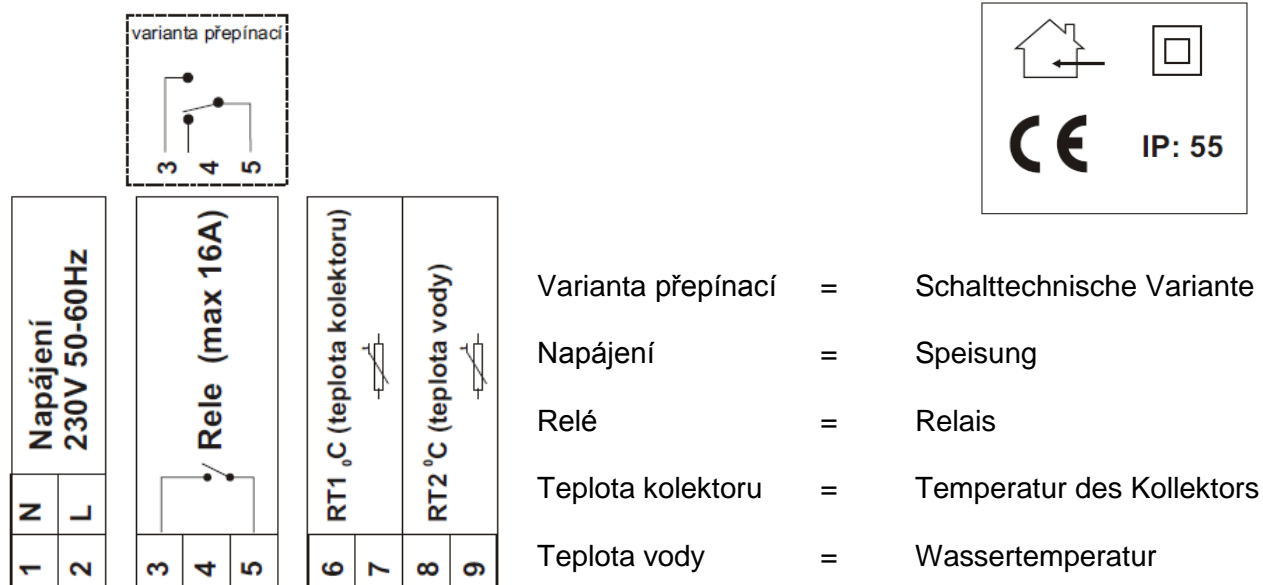 varianta přepínací
3 4 5
CE
IP: 55
Napájení
230V 50-60Hz
N
L
1
2
Rele (max 16A)
3
4
5
RT1 °C (teplota kolektoru)
RT2 °C (teplota vody)
6
7
8
9
Varianta přepínací = Schalttechnische Variante
Napájení = Speisung
Relé = Relais
Teplota kolektoru = Temperatur des Kollektors
Teplota vody = Wassertemperatur